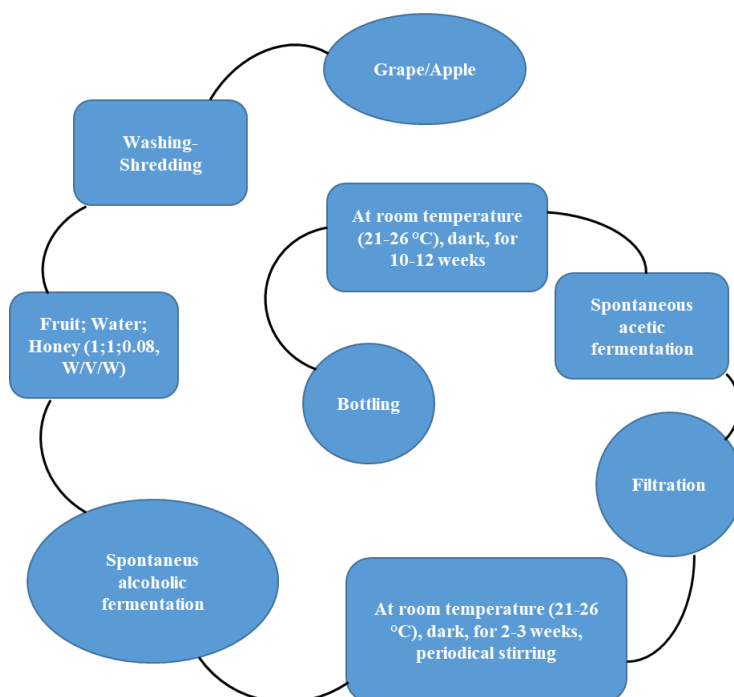 Grape/Apple
Washing-
Shredding
Fruit; Water;
Honey (1;1;0.08,
W/V/W)
Spontaneus
alcoholic
fermentation
At room temperature (21-26
°C), dark, for 2-3 weeks,
periodical stirring
Filtration
Spontaneous
acetic
fermentation
At room temperature
(21-26 °C), dark, for
10-12 weeks
Bottling